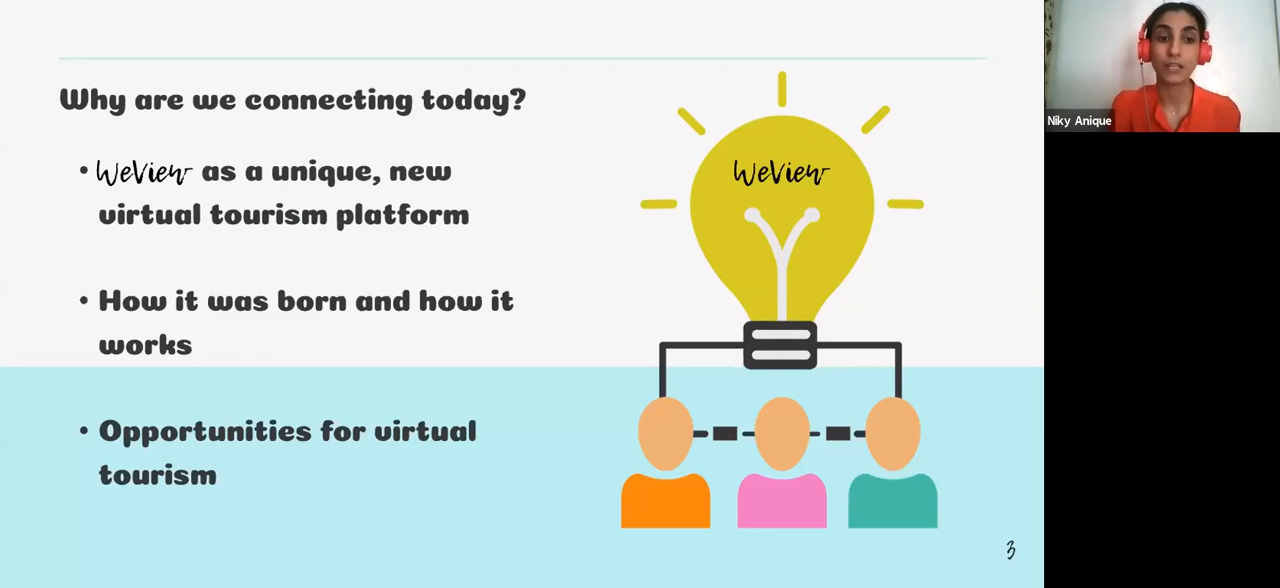 Why are we connecting today?
• WeView as a unique, new
virtual tourism platform
• How it was born and how it
works
• Opportunities for virtual
tourism
WeView
3
Niky Anique